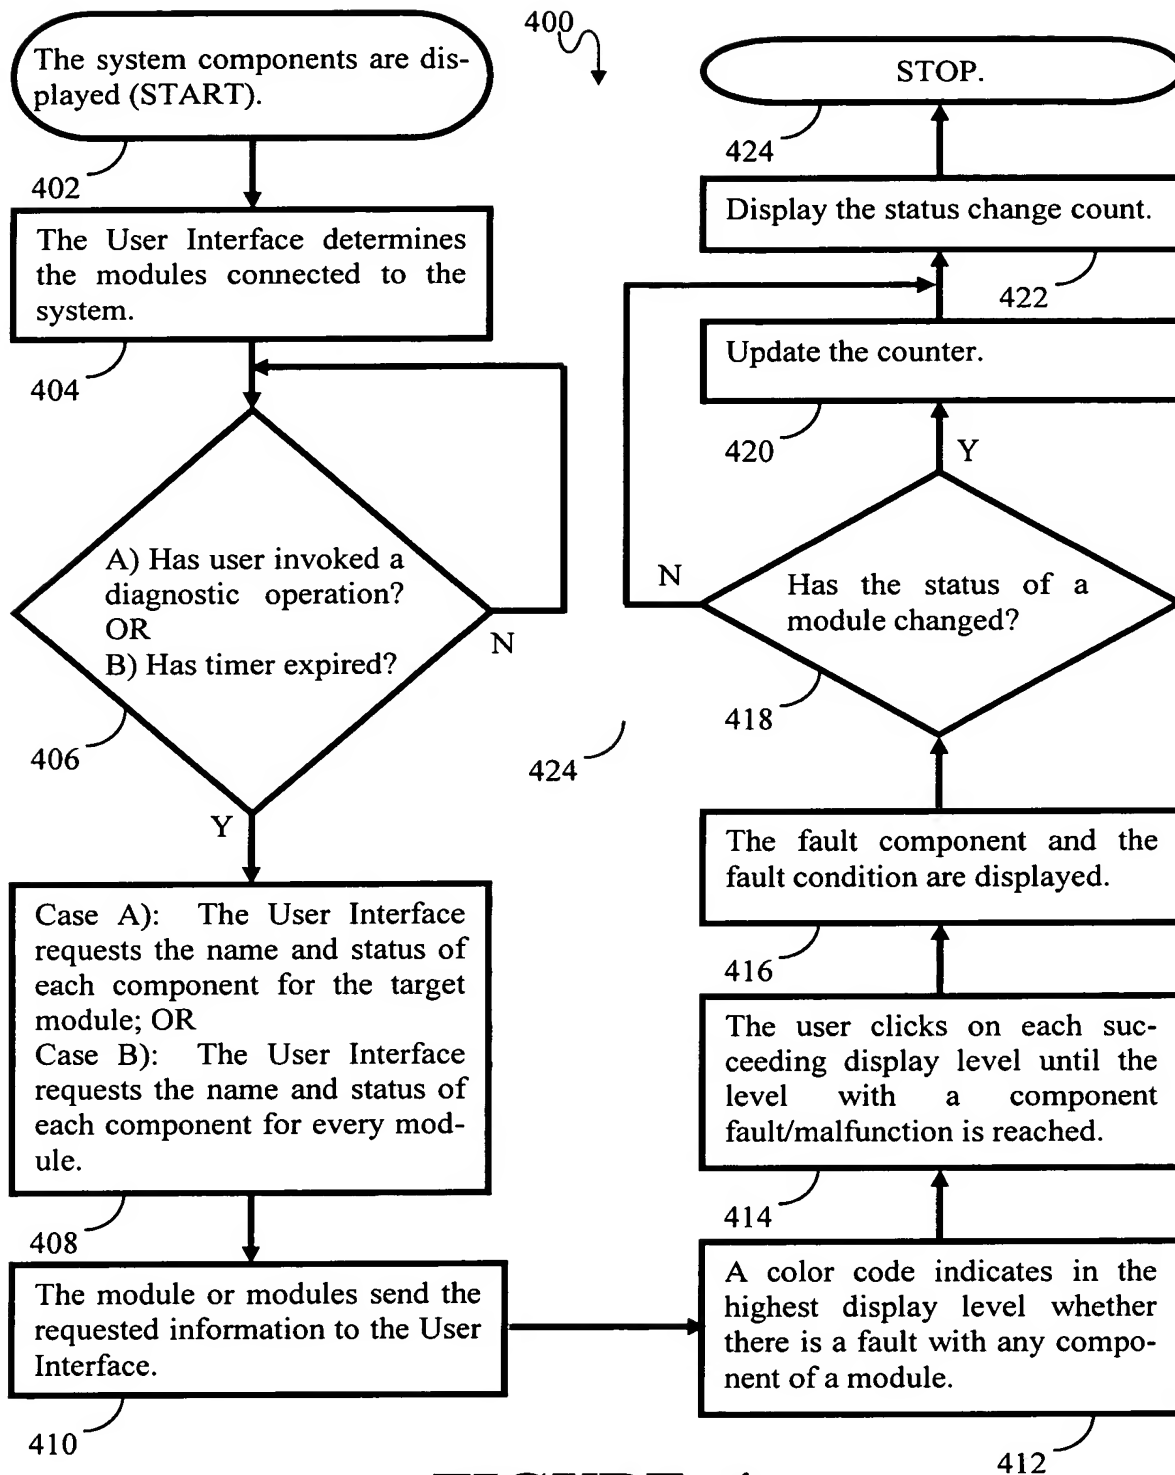 400
The system components are dis-
played (START).
402
The User Interface determines
the modules connected to the
system.
404
A) Has user invoked a
diagnostic operation?
OR
B) Has timer expired?
N
406
Y
Case A): The User Interface
requests the name and status of
each component for the target
module; OR
Case B): The User Interface
requests the name and status of
each component for every mod-
ule.
408
The module or modules send the
requested information to the User
Interface.
410
A color code indicates in the
highest display level whether
there is a fault with any compo-
nent of a module.
412
The user clicks on each suc-
ceeding display level until the
level with a component
fault/malfunction is reached.
414
The fault component and the
fault condition are displayed.
416
Has the status of a
module changed?
418
N
Y
424
Update the counter.
420
Display the status change count.
422
STOP.
424